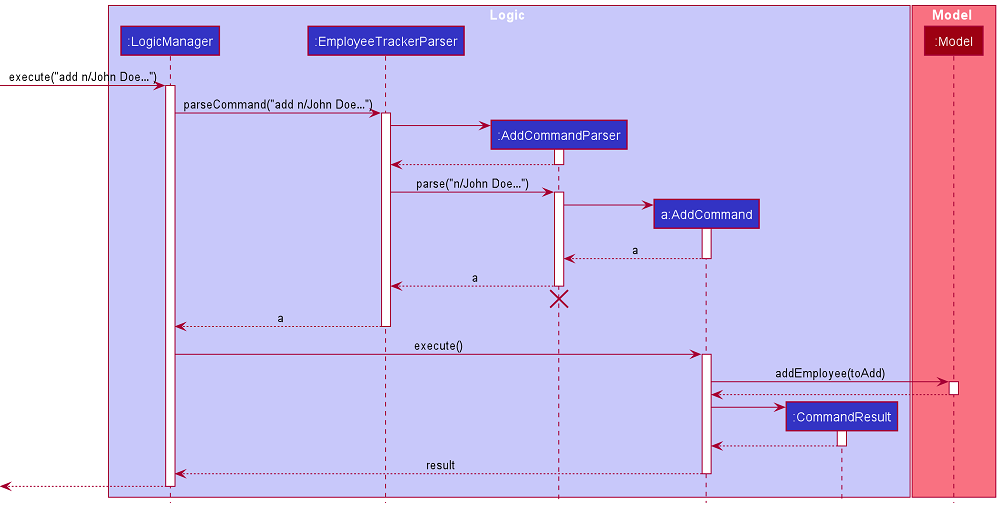 Logic
Model
:LogicManager
:EmployeeTrackerParser
:Model
execute("add n/John Doe...")
parseCommand("add n/John Doe...")
:AddCommandParser
parse("n/John Doe...")
a:AddCommand
a
a
a
execute()
addEmployee(toAdd)
:CommandResult
result